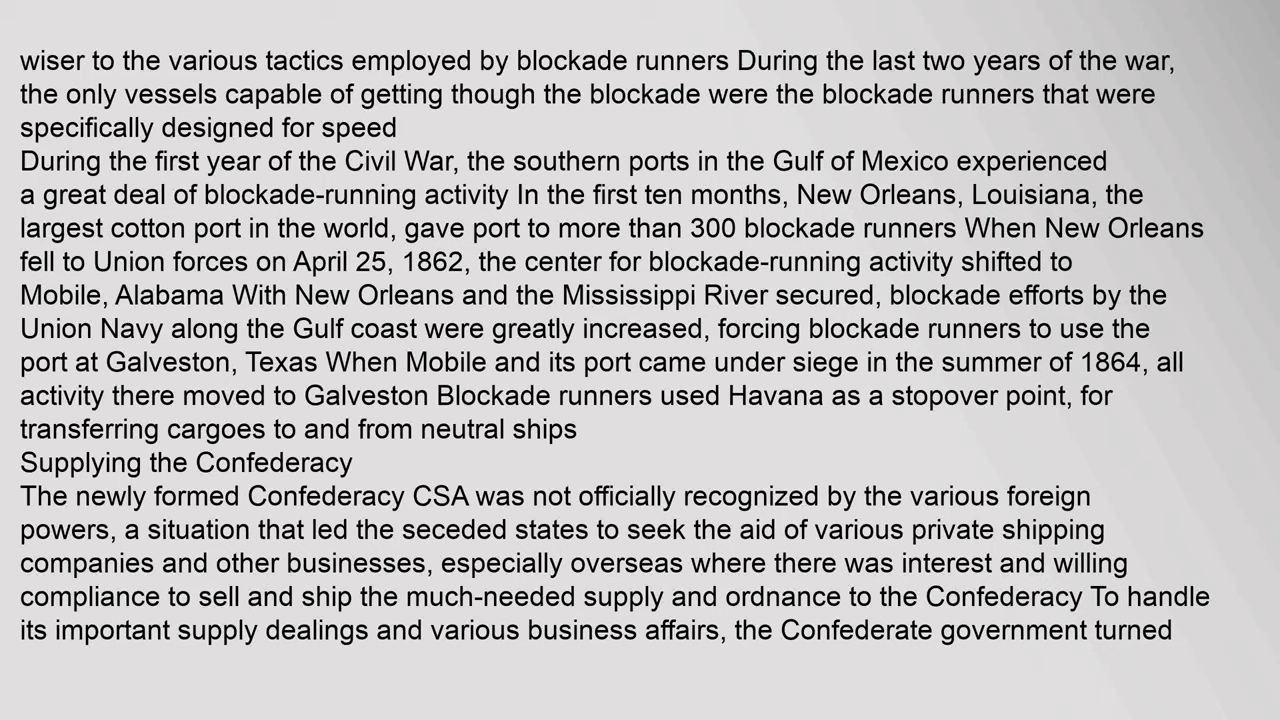 wiser to the various tactics employed by blockade runners During the last two years of the war,
the only vessels capable of getting though the blockade were the blockade runners that were
specifically designed for speed
During the first year of the Civil War, the southern ports in the Gulf of Mexico experienced
a great deal of blockade-running activity In the first ten months, New Orleans, Louisiana, the
largest cotton port in the world, gave port to more than 300 blockade runners When New Orleans
fell to Union forces on April 25, 1862, the center for blockade-running activity shifted to
Mobile, Alabama With New Orleans and the Mississippi River secured, blockade efforts by the
Union Navy along the Gulf coast were greatly increased, forcing blockade runners to use the
port at Galveston, Texas When Mobile and its port came under siege in the summer of 1864, all
activity there moved to Galveston Blockade runners used Havana as a stopover point, for
transferring cargoes to and from neutral ships
Supplying the Confederacy
The newly formed Confederacy CSA was not officially recognized by the various foreign
powers, a situation that led the seceded states to seek the aid of various private shipping
companies and other businesses, especially overseas where there was interest and willing
compliance to sell and ship the much-needed supply and ordnance to the Confederacy To handle
its important supply dealings and various business affairs, the Confederate government turned